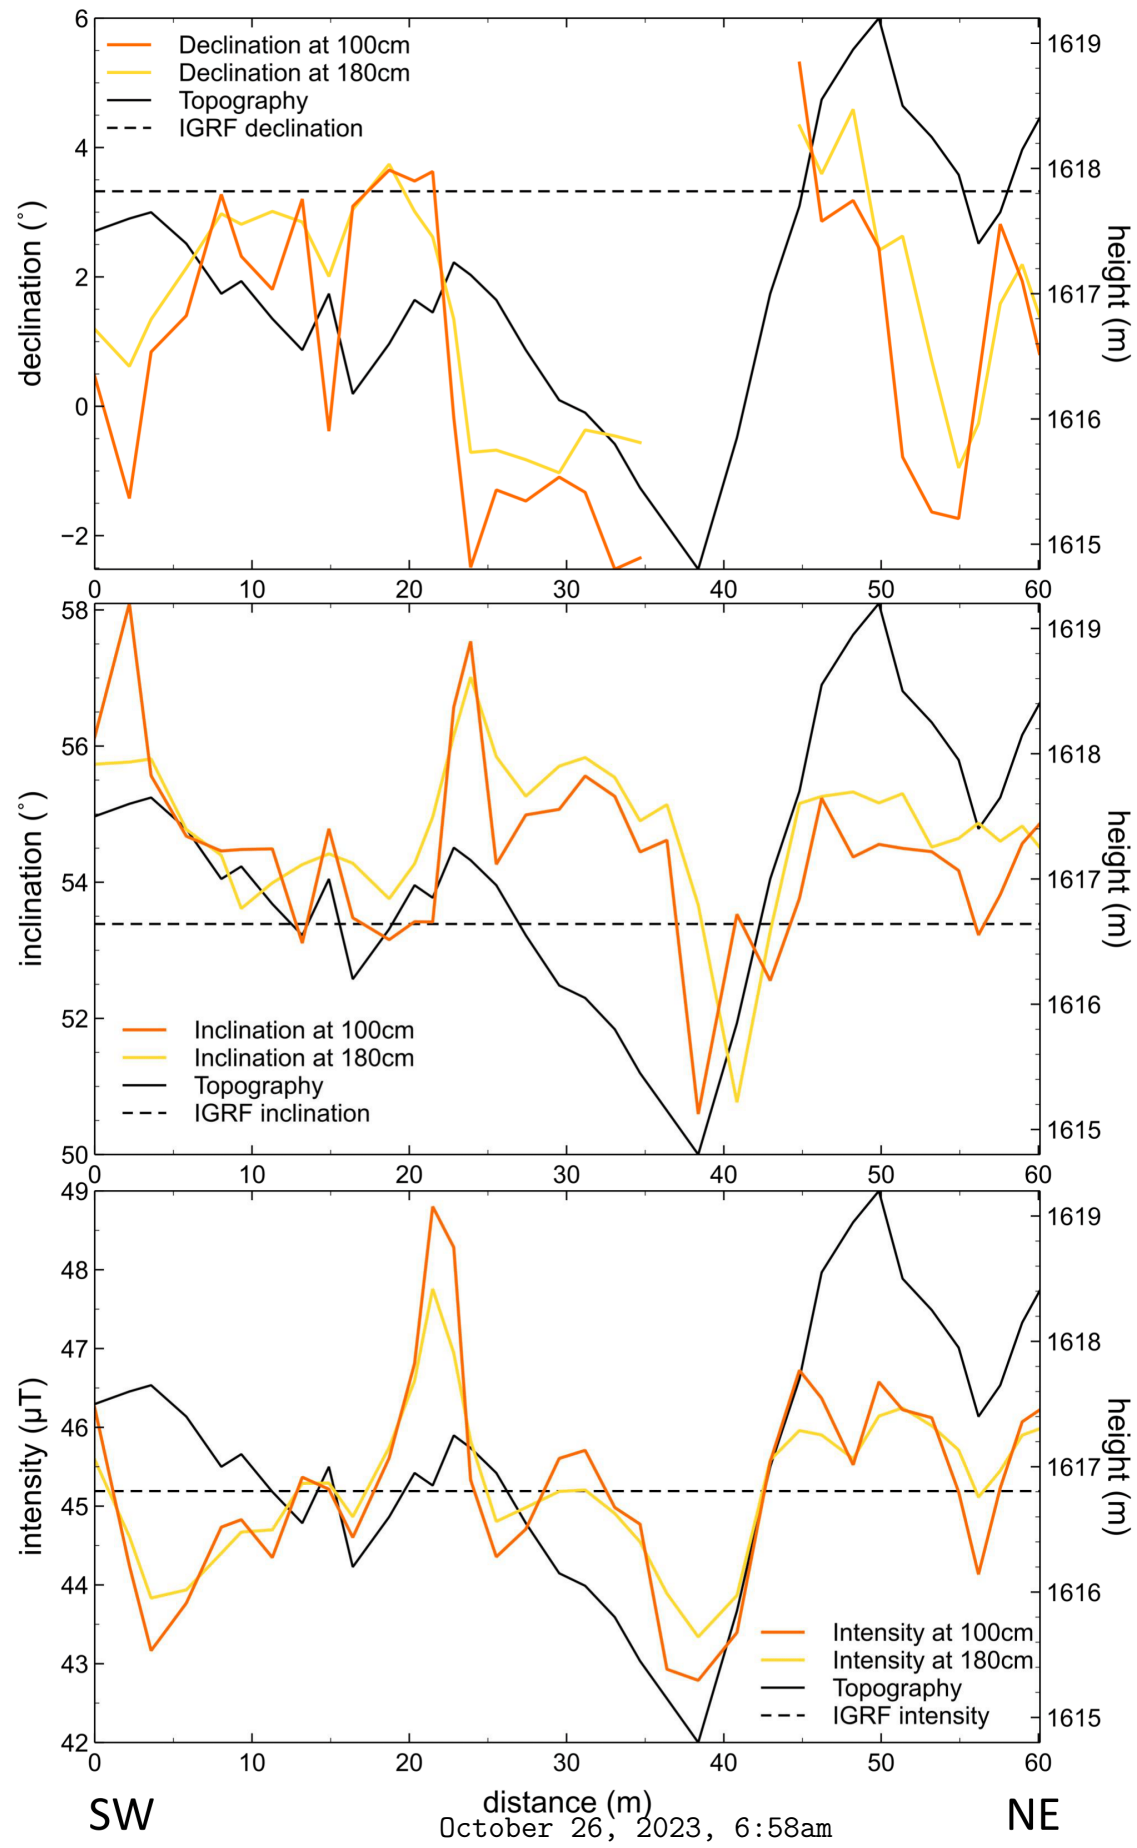 6
4
2
0
−2
declination (°)
Declination at 100cm
Declination at 180cm
Topography
IGRF declination
1619
1618
1617
1616
1615
height (m)
0 10 20 30 40 50 60
58
56
54
52
50
inclination (°)
Inclination at 100cm
Inclination at 180cm
Topography
IGRF inclination
1619
1618
1617
1616
1615
height (m)
0 10 20 30 40 50 60
49
48
47
46
45
44
43
42
intensity (μT)
Intensity at 100cm
Intensity at 180cm
Topography
IGRF intensity
1619
1618
1617
1616
1615
height (m)
0 10 20 30 40 50 60
SW distance (m) NE
October 26, 2023, 6:58am